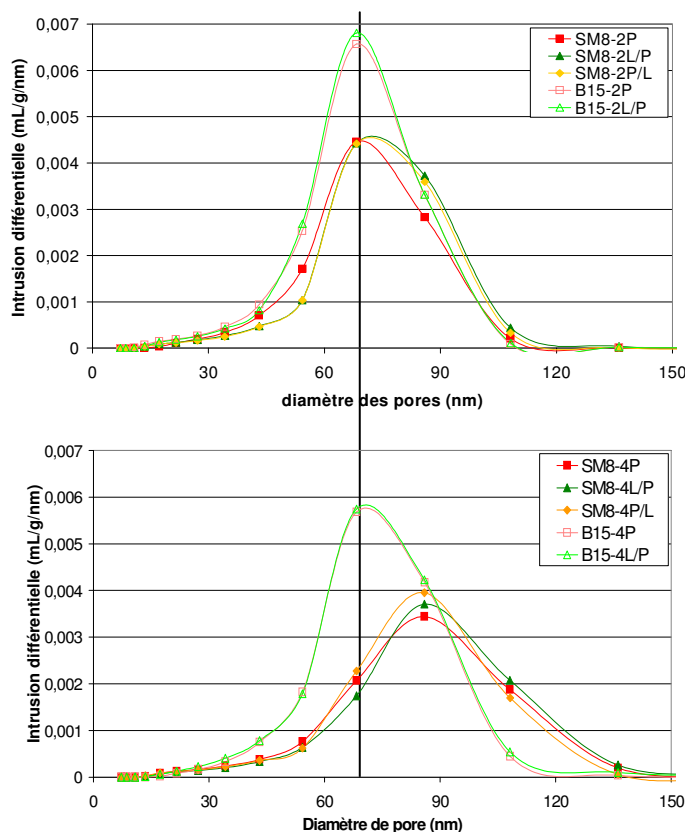 0,007
0,006
0,005
0,004
0,003
0,002
0,001
0
Intrusion différentielle (mL/g/nm)
SM8-2P
SM8-2L/P
SM8-2P/L
B15-2P
B15-2L/P
0 30 60 90 120 150
diamètre des pores (nm)
0,007
0,006
0,005
0,004
0,003
0,002
0,001
0
Intrusion différentielle (mL/g/nm)
SM8-4P
SM8-4L/P
SM8-4P/L
B15-4P
B15-4L/P
0 30 60 90 120 150
Diamètre de pore (nm)